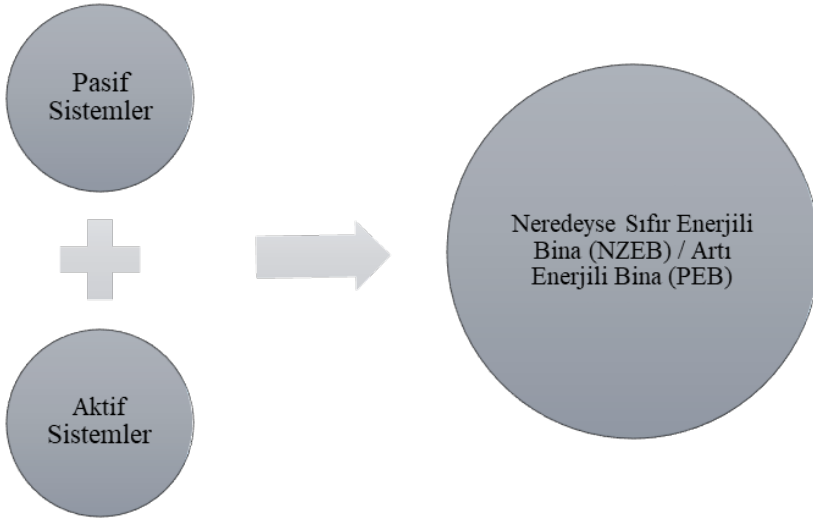 Pasif
Sistemler
Aktif
Sistemler
Neredeyse Sıfır Enerjili
Bina (NZEB) / Artı
Enerjili Bina (PEB)